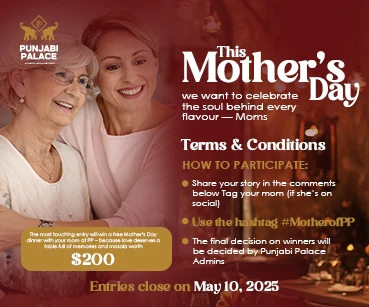 PUNJABI
PALACE
This
Mother's
Day
we want to celebrate
the soul behind every
flavour — Moms
Terms & Conditions
HOW TO PARTICIPATE:
Share your story in the comments
below Tag your mom (if she's on
social)
Use the hashtag #MotherofPP
The final decision on winners will
be decided by Punjabi Palace
Admins
The most touching entry will win a free Mother's Day
dinner with your mom at PP – because love deserves a
table full of memories and masala worth
$200
Entries close on May 10, 2025